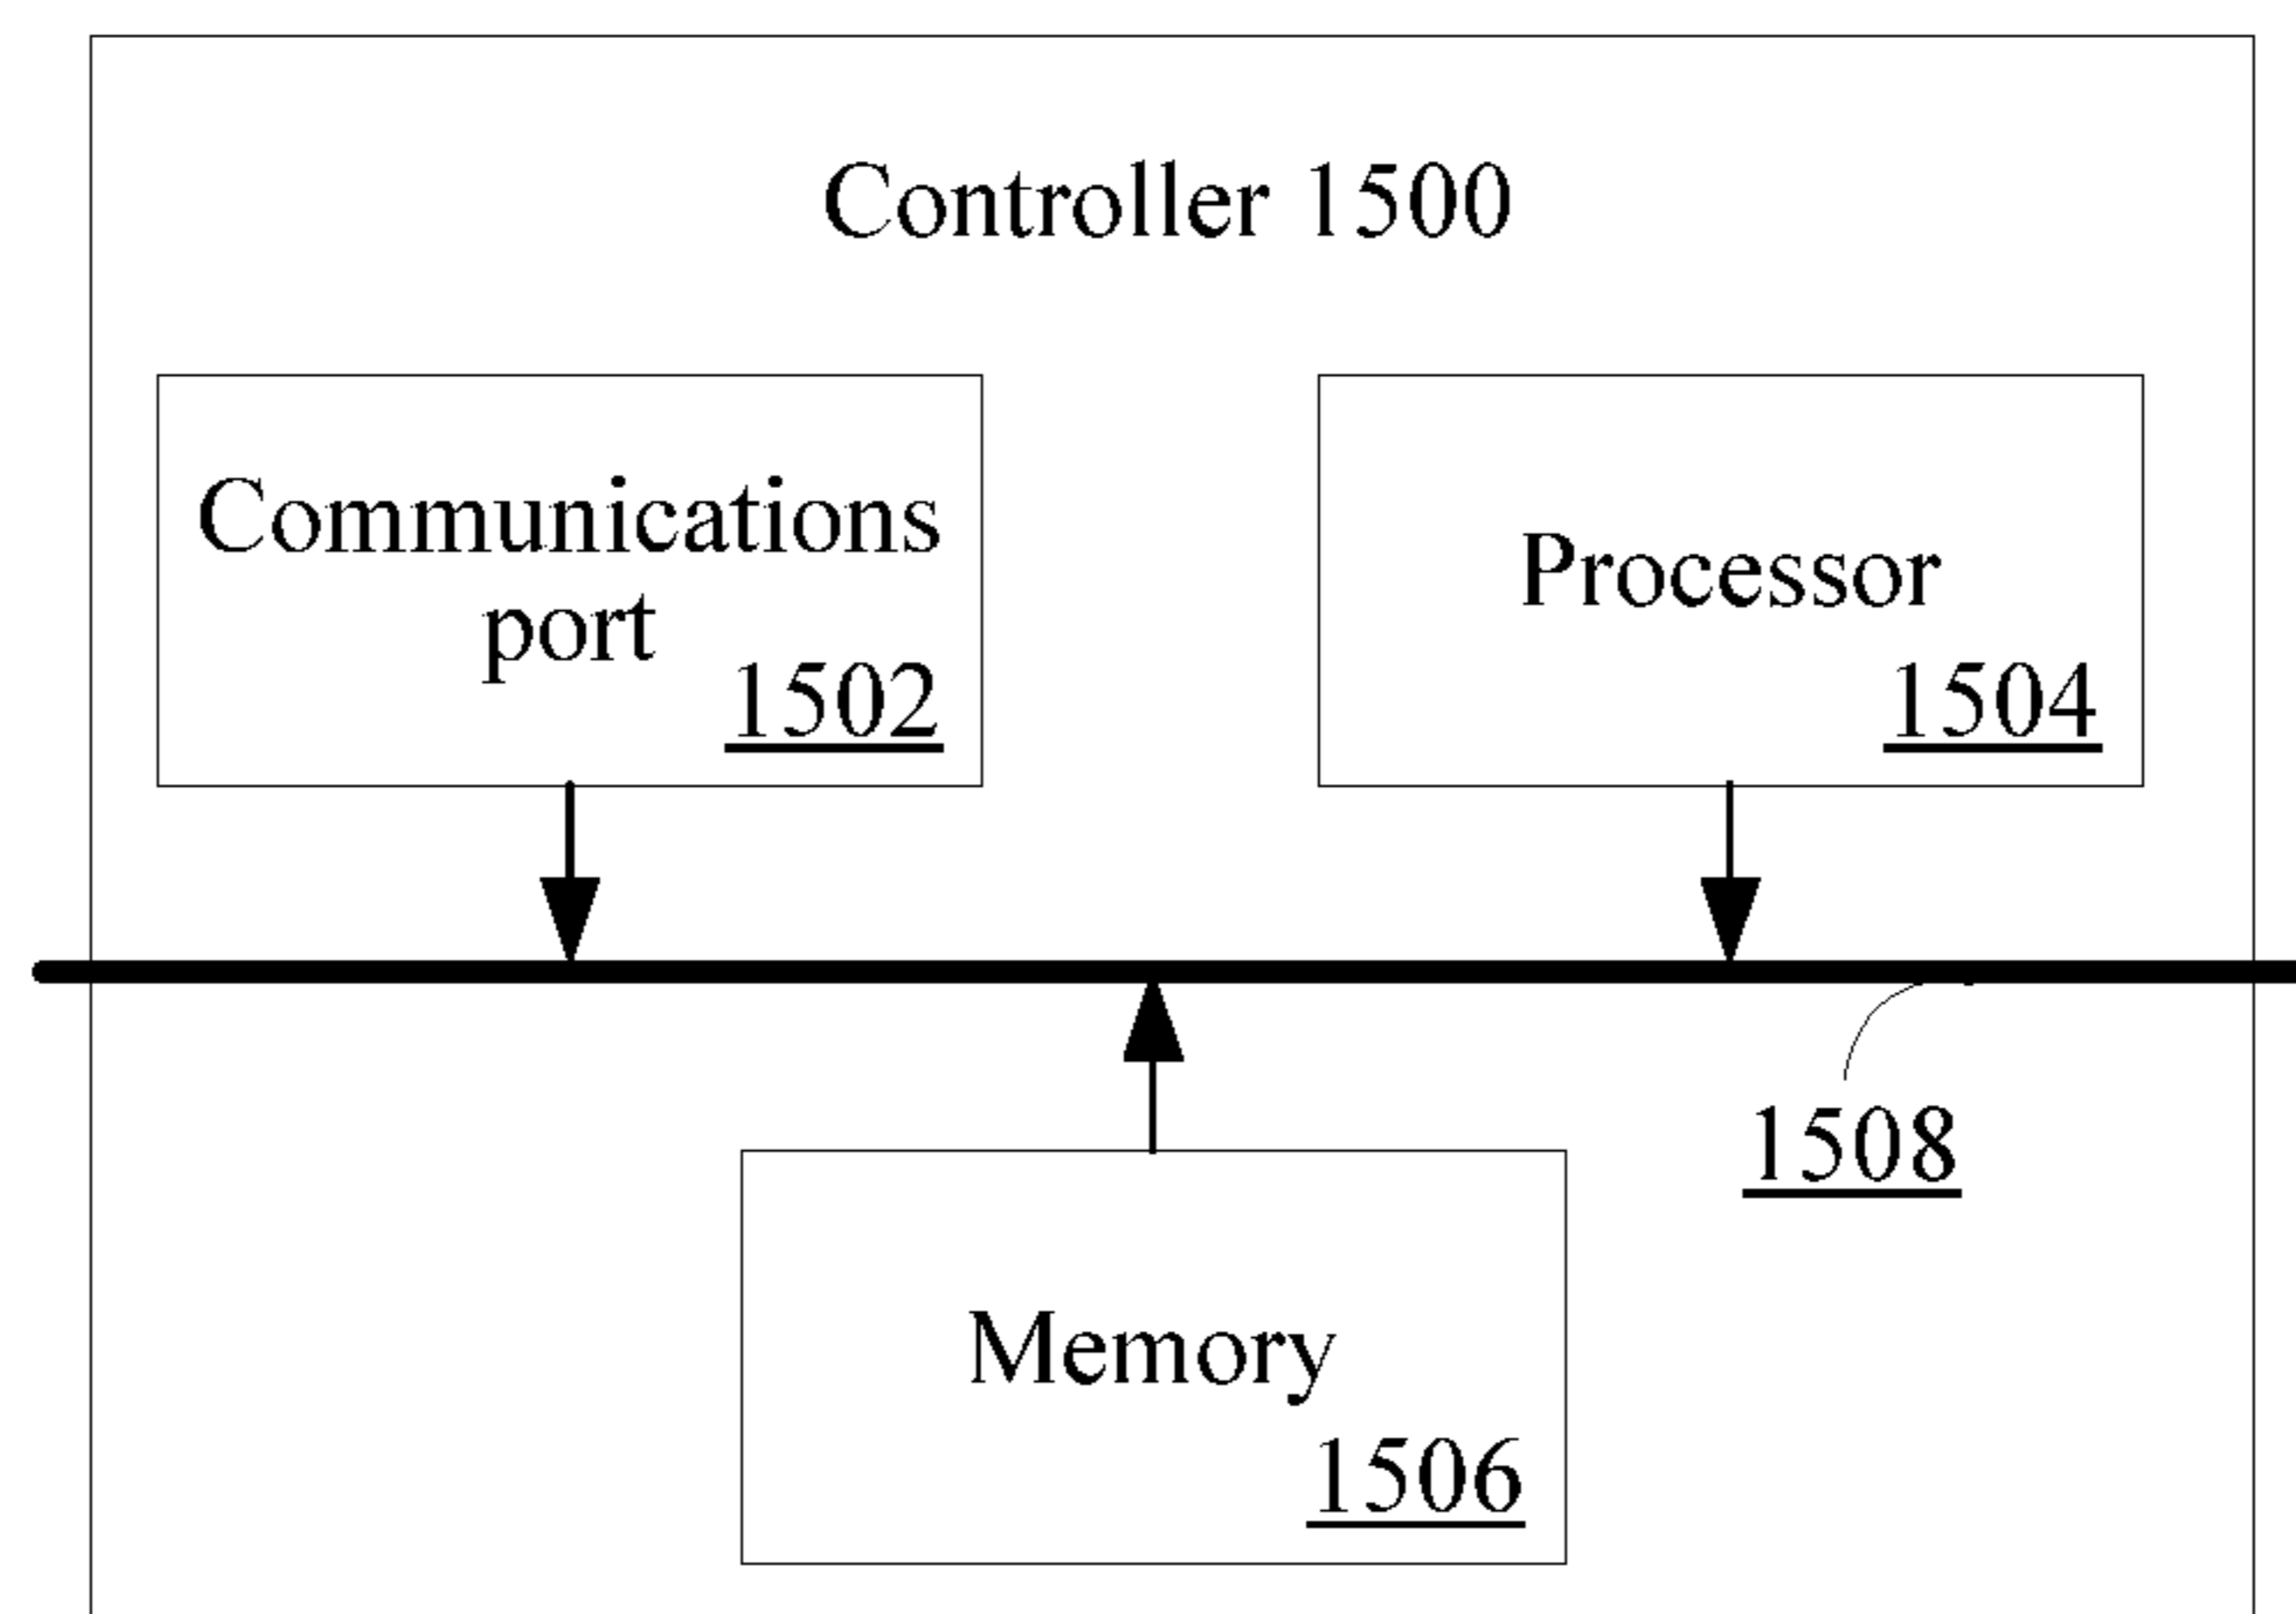 Controller 1500
Communications
port
1502
Processor
1504
1508
Memory
1506